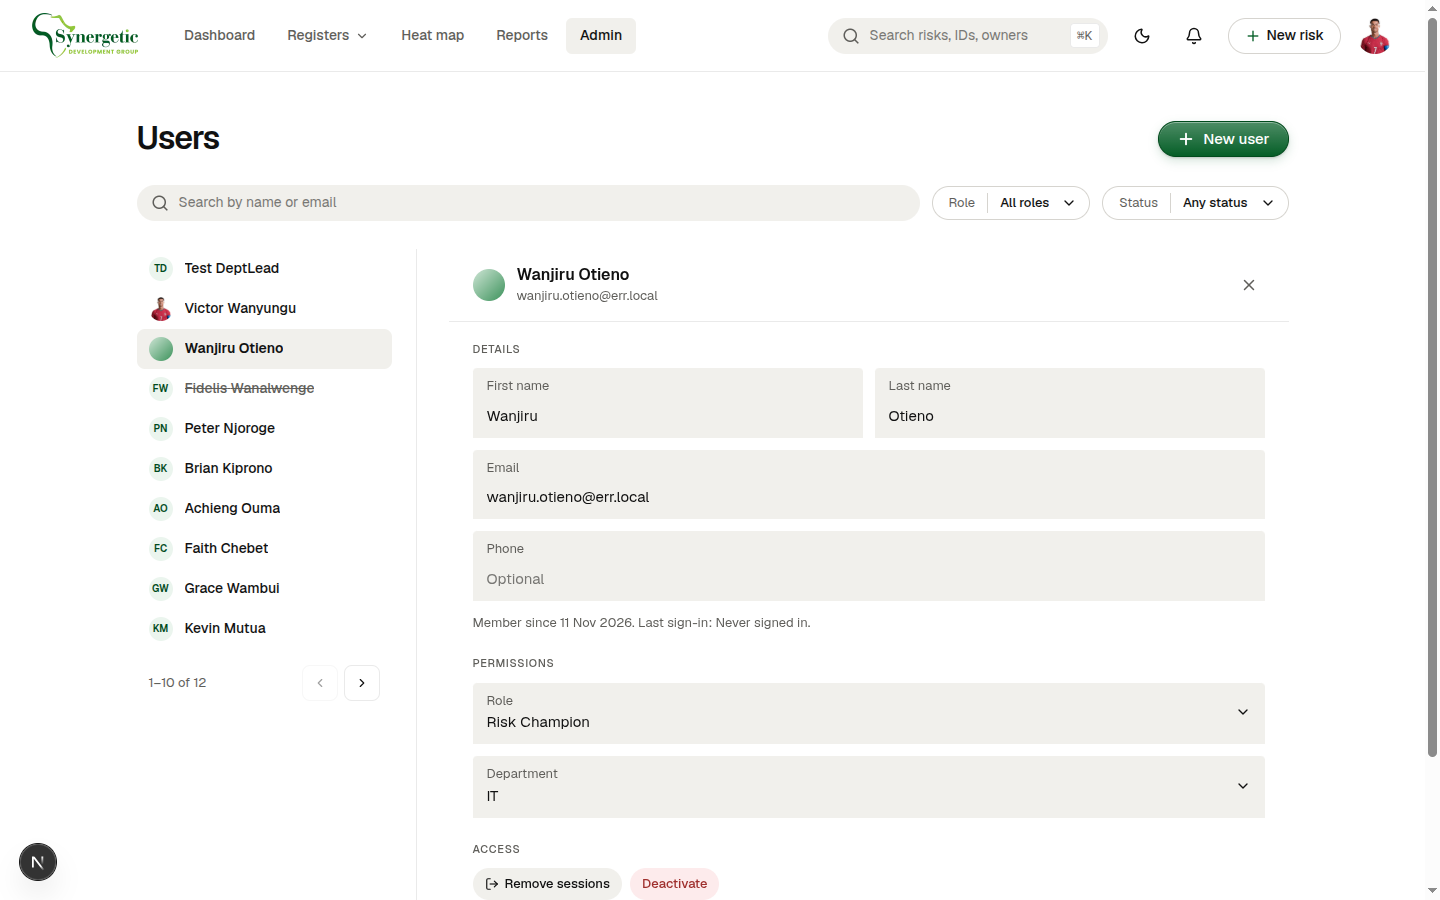 Synergetic
DEVELOPMENT GROUP
Dashboard
Registers
Heat map
Reports
Admin
Search risks, IDs, owners
⌘K
New risk
Users
New user
Search by name or email
Role
All roles
Status
Any status
TD
Test DeptLead
Victor Wanyungu
Wanjiru Otieno
FW
Fidelis Wanalwenge
PN
Peter Njoroge
BK
Brian Kiprono
AO
Achieng Ouma
FC
Faith Chebet
GW
Grace Wambui
KM
Kevin Mutua
1–10 of 12
Wanjiru Otieno
wanjiru.otieno@err.local
DETAILS
First name
Wanjiru
Last name
Otieno
Email
wanjiru.otieno@err.local
Phone
Optional
Member since 11 Nov 2026. Last sign-in: Never signed in.
PERMISSIONS
Role
Risk Champion
Department
IT
ACCESS
Remove sessions
Deactivate
N